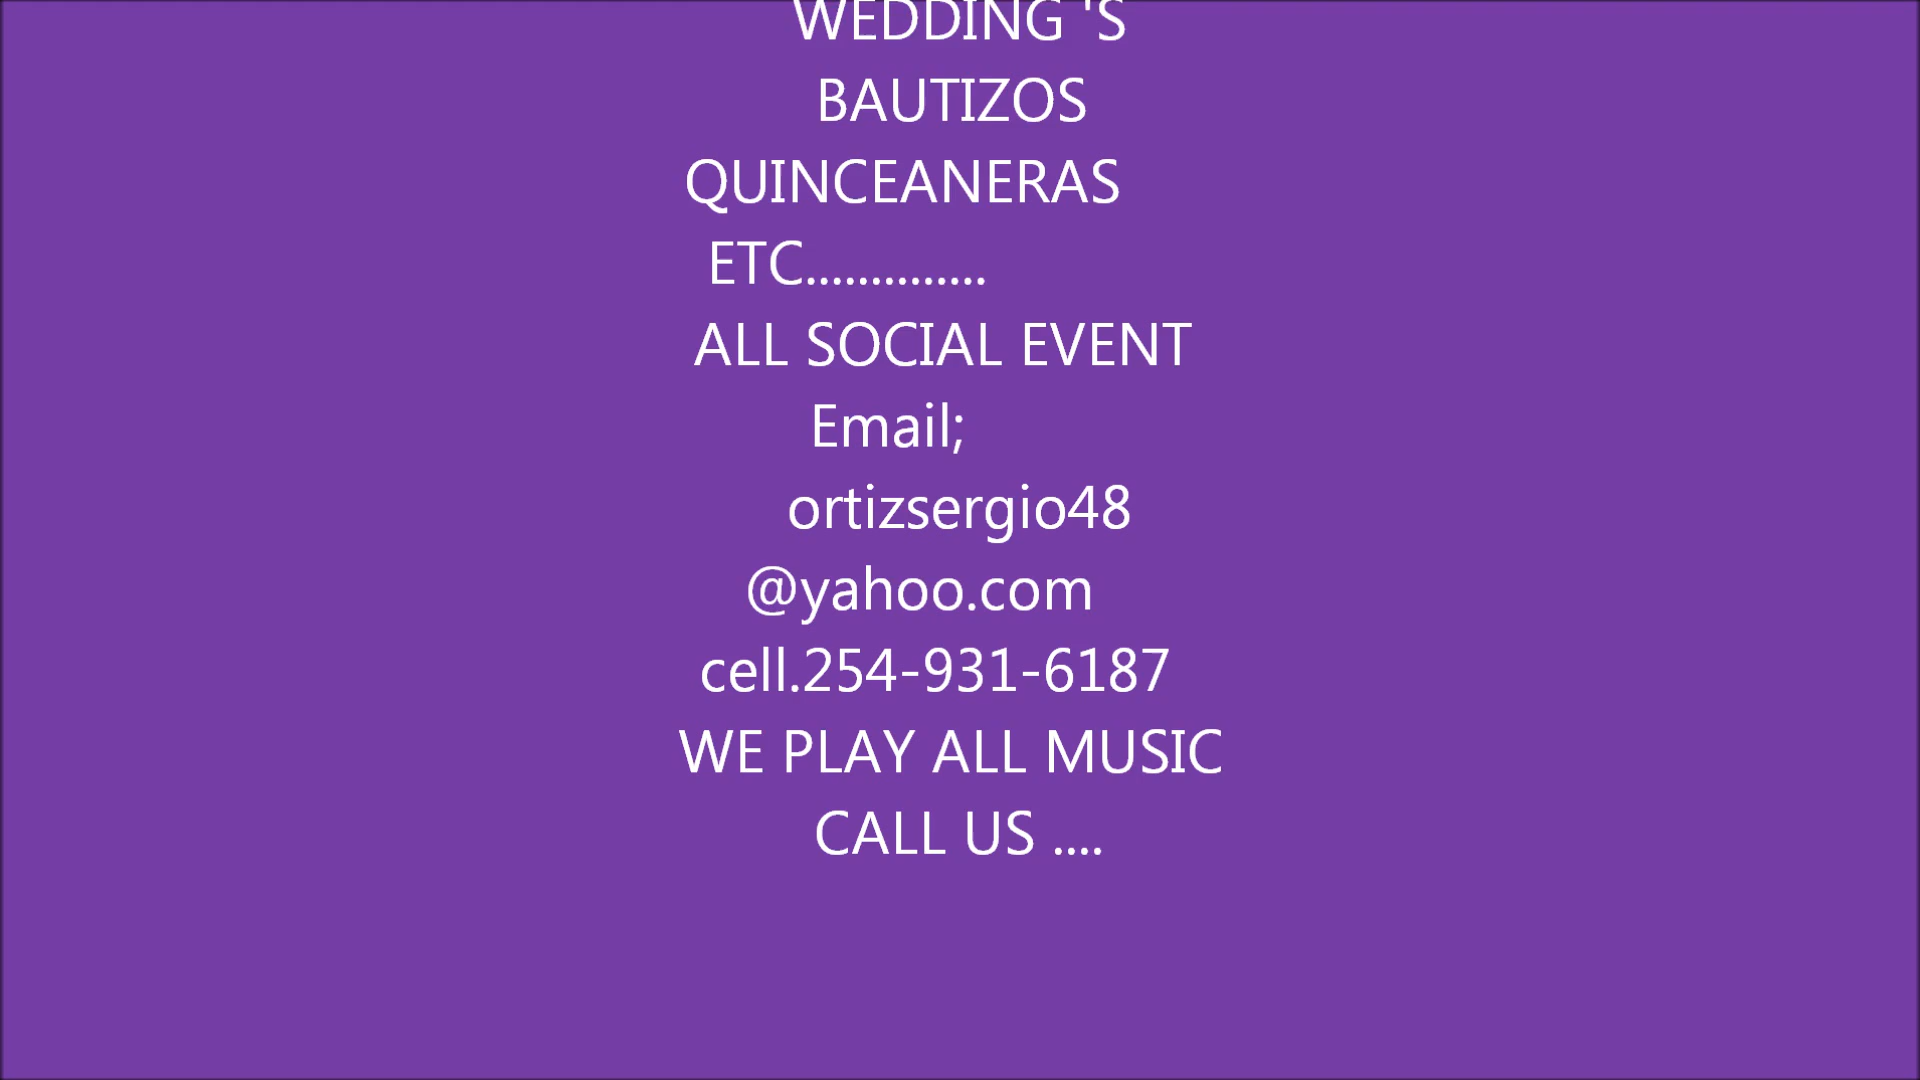 WEDDING 'S
BAUTIZOS
QUINCEANERAS
ETC..............
ALL SOCIAL EVENT
Email;
ortizsergio48
@yahoo.com
cell.254-931-6187
WE PLAY ALL MUSIC
CALL US ....